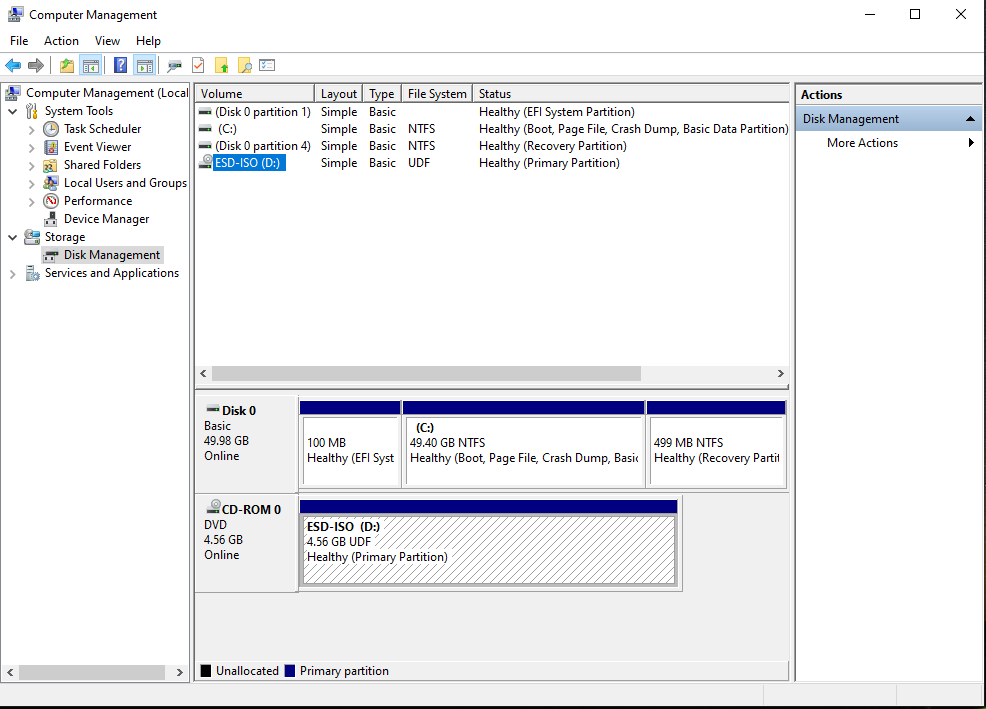 Computer Management
File Action View Help
Computer Management (Local
System Tools
Task Scheduler
Event Viewer
Shared Folders
Local Users and Groups
Performance
Device Manager
Storage
Disk Management
Services and Applications
Volume Layout Type File System Status
(Disk 0 partition 1) Simple Basic Healthy (EFI System Partition)
(C:) Simple Basic NTFS Healthy (Boot, Page File, Crash Dump, Basic Data Partition)
(Disk 0 partition 4) Simple Basic NTFS Healthy (Recovery Partition)
ESD-ISO (D:) Simple Basic UDF Healthy (Primary Partition)
Disk 0
Basic
49.98 GB
Online
100 MB
Healthy (EFI Syst
(C:)
49.40 GB NTFS
Healthy (Boot, Page File, Crash Dump, Basic
499 MB NTFS
Healthy (Recovery Partit
CD-ROM 0
DVD
4.56 GB
Online
ESD-ISO (D:)
4.56 GB UDF
Healthy (Primary Partition)
Unallocated Primary partition
Actions
Disk Management
More Actions